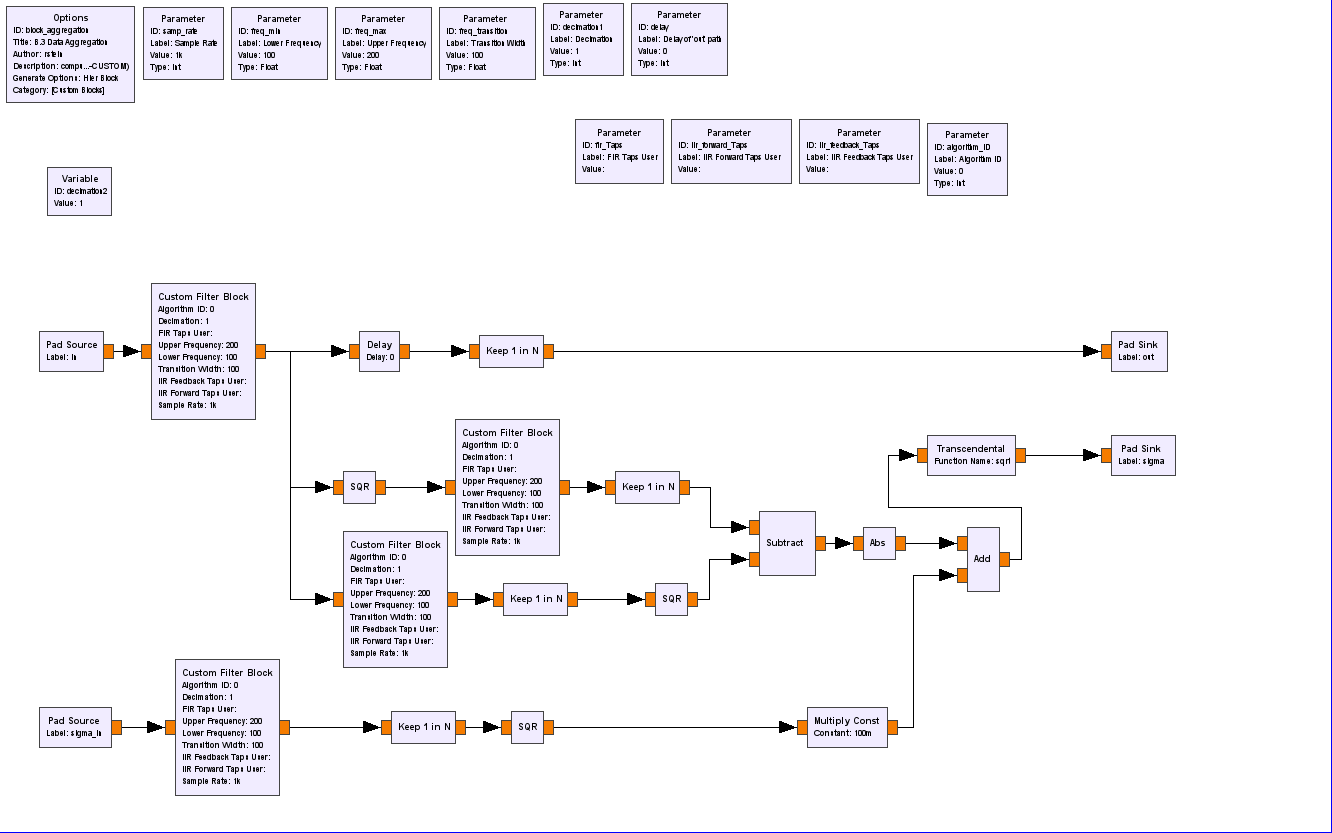 Options
ID: block_aggregation
Title: B.3 Data Aggregation
Author: rstein
Description: compu...-CUSTOM)
Generate Options: Hier Block
Category: [Custom Blocks]
Parameter
ID: samp_rate
Label: Sample Rate
Value: 1k
Type: Int
Parameter
ID: freq_min
Label: Lower Frequency
Value: 100
Type: Float
Parameter
ID: freq_max
Label: Upper Frequency
Value: 200
Type: Float
Parameter
ID: freq_transition
Label: Transition Width
Value: 100
Type: Float
Parameter
ID: decimation1
Label: Decimation
Value: 1
Type: Int
Parameter
ID: delay
Label: Delay of 'out' path
Value: 0
Type: Int
Parameter
ID: fir_Taps
Label: FIR Taps User
Value:
Parameter
ID: iir_forward_Taps
Label: IIR Forward Taps User
Value:
Parameter
ID: iir_feedback_Taps
Label: IIR Feedback Taps User
Value:
Parameter
ID: algorithm_ID
Label: Algorithm ID
Value: 0
Type: Int
Variable
ID: decimation2
Value: 1
Pad Source
Label: in
Custom Filter Block
Algorithm ID: 0
Decimation: 1
FIR Taps User:
Upper Frequency: 200
Lower Frequency: 100
Transition Width: 100
IIR Feedback Taps User:
IIR Forward Taps User:
Sample Rate: 1k
Delay
Delay: 0
Keep 1 in N
Pad Sink
Label: out
SQR
Custom Filter Block
Algorithm ID: 0
Decimation: 1
FIR Taps User:
Upper Frequency: 200
Lower Frequency: 100
Transition Width: 100
IIR Feedback Taps User:
IIR Forward Taps User:
Sample Rate: 1k
Keep 1 in N
Transcendental
Function Name: sqrt
Pad Sink
Label: sigma
Custom Filter Block
Algorithm ID: 0
Decimation: 1
FIR Taps User:
Upper Frequency: 200
Lower Frequency: 100
Transition Width: 100
IIR Feedback Taps User:
IIR Forward Taps User:
Sample Rate: 1k
Keep 1 in N
SQR
Subtract
Abs
Add
Pad Source
Label: sigma_in
Custom Filter Block
Algorithm ID: 0
Decimation: 1
FIR Taps User:
Upper Frequency: 200
Lower Frequency: 100
Transition Width: 100
IIR Feedback Taps User:
IIR Forward Taps User:
Sample Rate: 1k
Keep 1 in N
SQR
Multiply Const
Constant: 100m